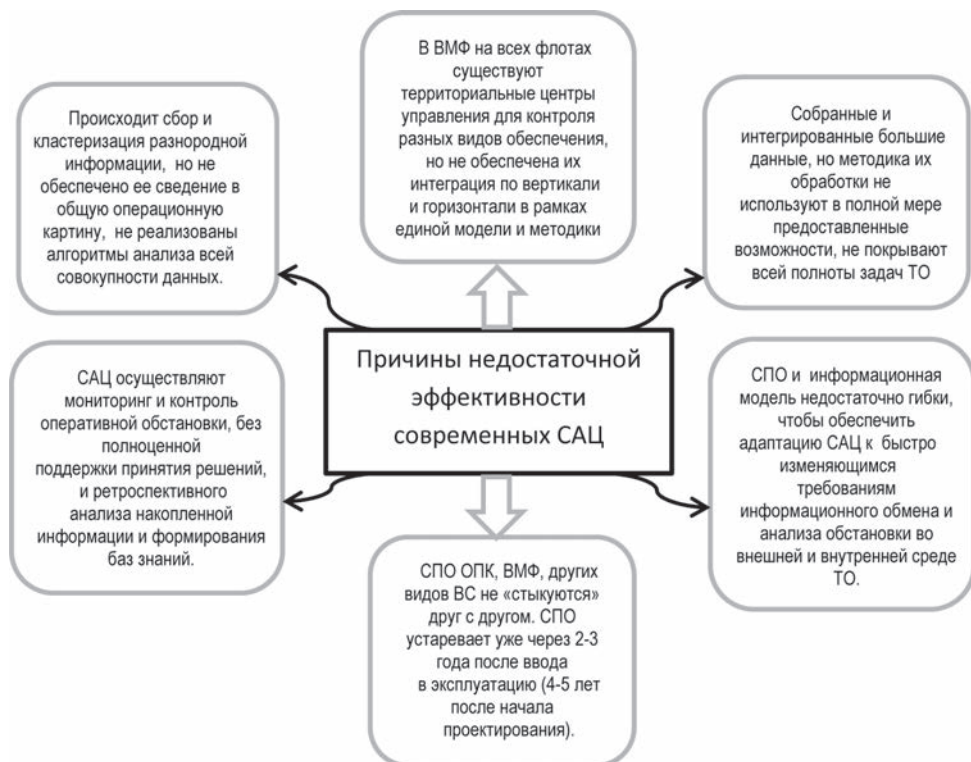 Происходит сбор и
кластеризация разнородной
информации, но не
обеспечено ее сведение в
общую операционную
картину, не реализованы
алгоритмы анализа всей
совокупности данных.
В ВМФ на всех флотах
существуют
территориальные центры
управления для контроля
разных видов обеспечения,
но не обеспечена их
интеграция по вертикали
и горизонтали в рамках
единой модели и методики
Собранные и
интегрированные большие
данные, но методика их
обработки не
используют в полной мере
предоставленные
возможности, не покрывают
всей полноты задач ТО
Причины недостаточной
эффективности
современных САЦ
САЦ осуществляют
мониторинг и контроль
оперативной обстановки, без
полноценной
поддержки принятия решений,
и ретроспективного
анализа накопленной
информации и формирования
баз знаний.
СПО и информационная
модель недостаточно гибки,
чтобы обеспечить
адаптацию САЦ к быстро
изменяющимся
требованиям
информационного обмена и
анализа обстановки во
внешней и внутренней среде
ТО.
СПО ОПК, ВМФ, других
видов ВС не «стыкуются»
друг с другом. СПО
устаревает уже через 2-3
года после ввода
в эксплуатацию (4-5 лет
после начала
проектирования).